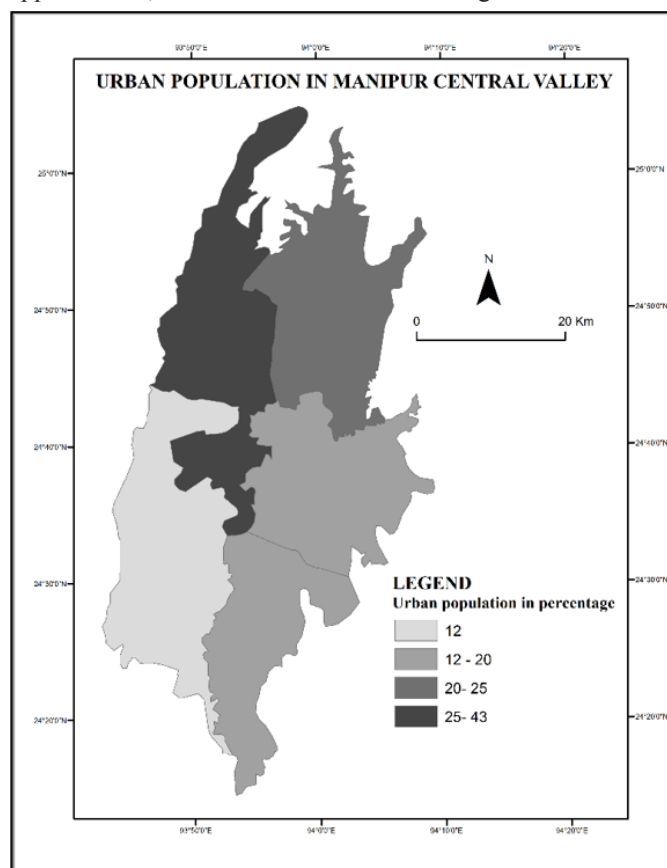 93°50'0"E 94°0'0"E 94°10'0"E 94°20'0"E
URBAN POPULATION IN MANIPUR CENTRAL VALLEY
25°0'0"N 25°0'0"N
N
24°50'0"N 24°50'0"N
0 20 Km
24°40'0"N 24°40'0"N
24°30'0"N 24°30'0"N
LEGEND
Urban population in percentage
12
12 - 20
20- 25
25- 43
24°20'0"N 24°20'0"N
93°50'0"E 94°0'0"E 94°10'0"E 94°20'0"E